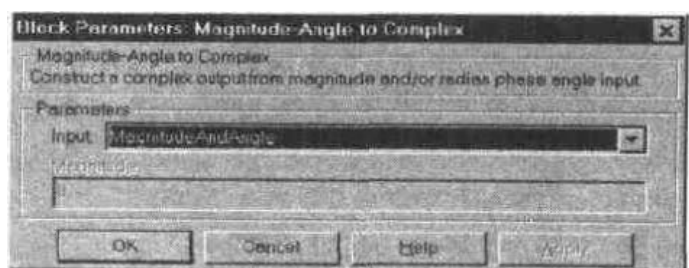 Block Parameters: Magnitude-Angle to Complex
Magnitude-Angle to Complex
Construct a complex output from magnitude and/or radian phase angle input.
Parameters
Input: MagnitudeAndAngle
Magnitude:
OK Cancel Help Apply